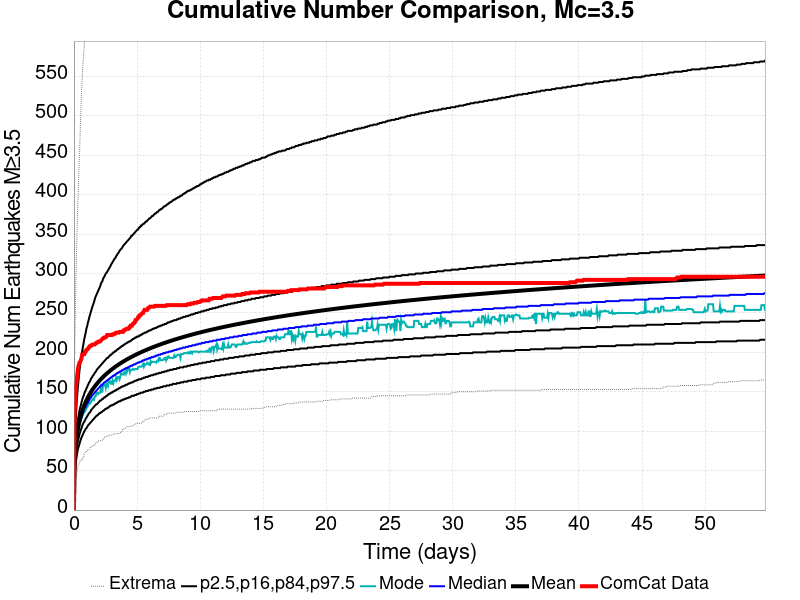 Cumulative Number Comparison, Mc=3.5
Cumulative Num Earthquakes M≥3.5
550
500
450
400
350
300
250
200
150
100
50
0
0 5 10 15 20 25 30 35 40 45 50
Time (days)
Extrema p2.5,p16,p84,p97.5 Mode Median Mean ComCat Data